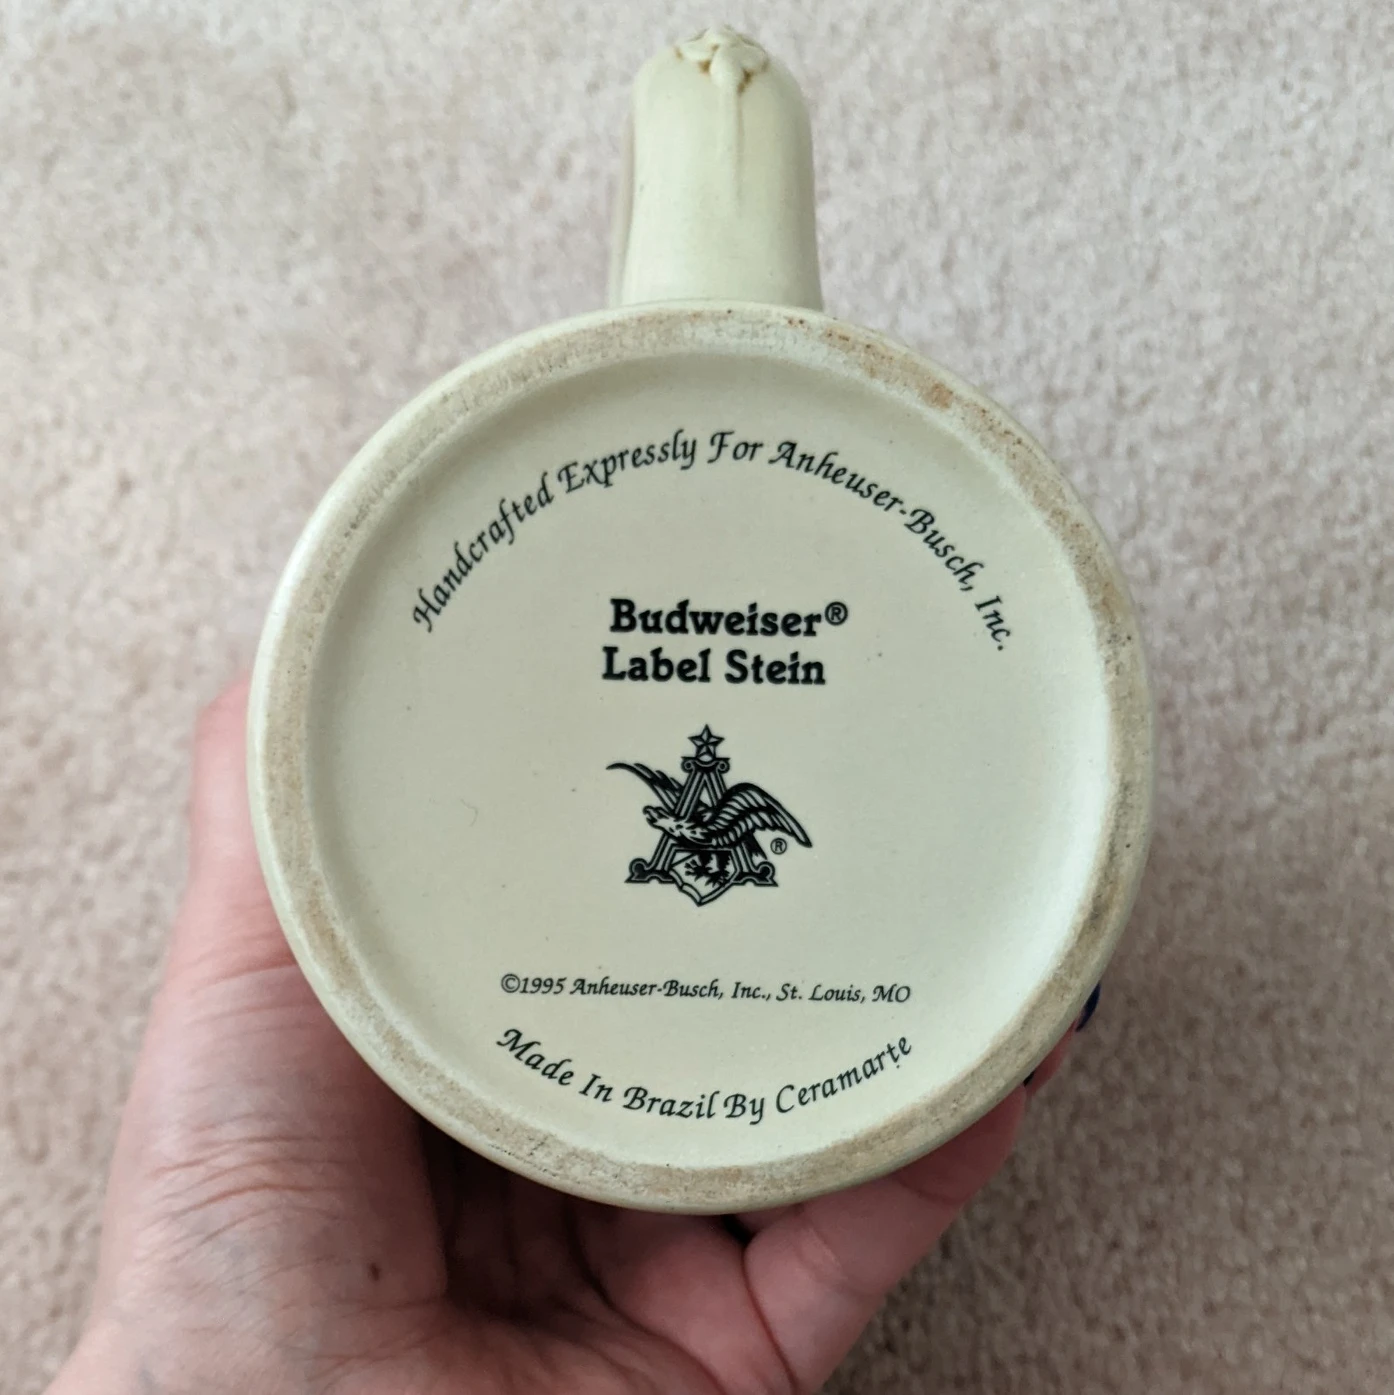 Handcrafted Expressly For Anheuser-Busch, Inc.
Budweiser®
Label Stein
®
©1995 Anheuser-Busch, Inc., St. Louis, MO
Made In Brazil By Ceramarte